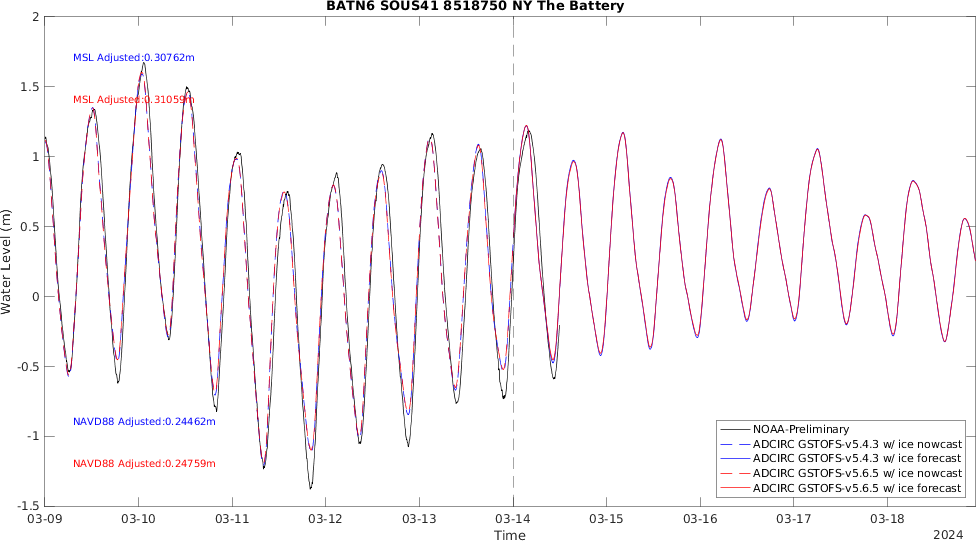 BATN6 SOUS41 8518750 NY The Battery
2
1.5
1
0.5
0
-0.5
-1
-1.5
Water Level (m)
MSL Adjusted:0.30762m
MSL Adjusted:0.31059m
NAVD88 Adjusted:0.24462m
NAVD88 Adjusted:0.24759m
NOAA-Preliminary
ADCIRC GSTOFS-v5.4.3 w/ ice nowcast
ADCIRC GSTOFS-v5.4.3 w/ ice forecast
ADCIRC GSTOFS-v5.6.5 w/ ice nowcast
ADCIRC GSTOFS-v5.6.5 w/ ice forecast
03-09 03-10 03-11 03-12 03-13 03-14 03-15 03-16 03-17 03-18
Time
2024